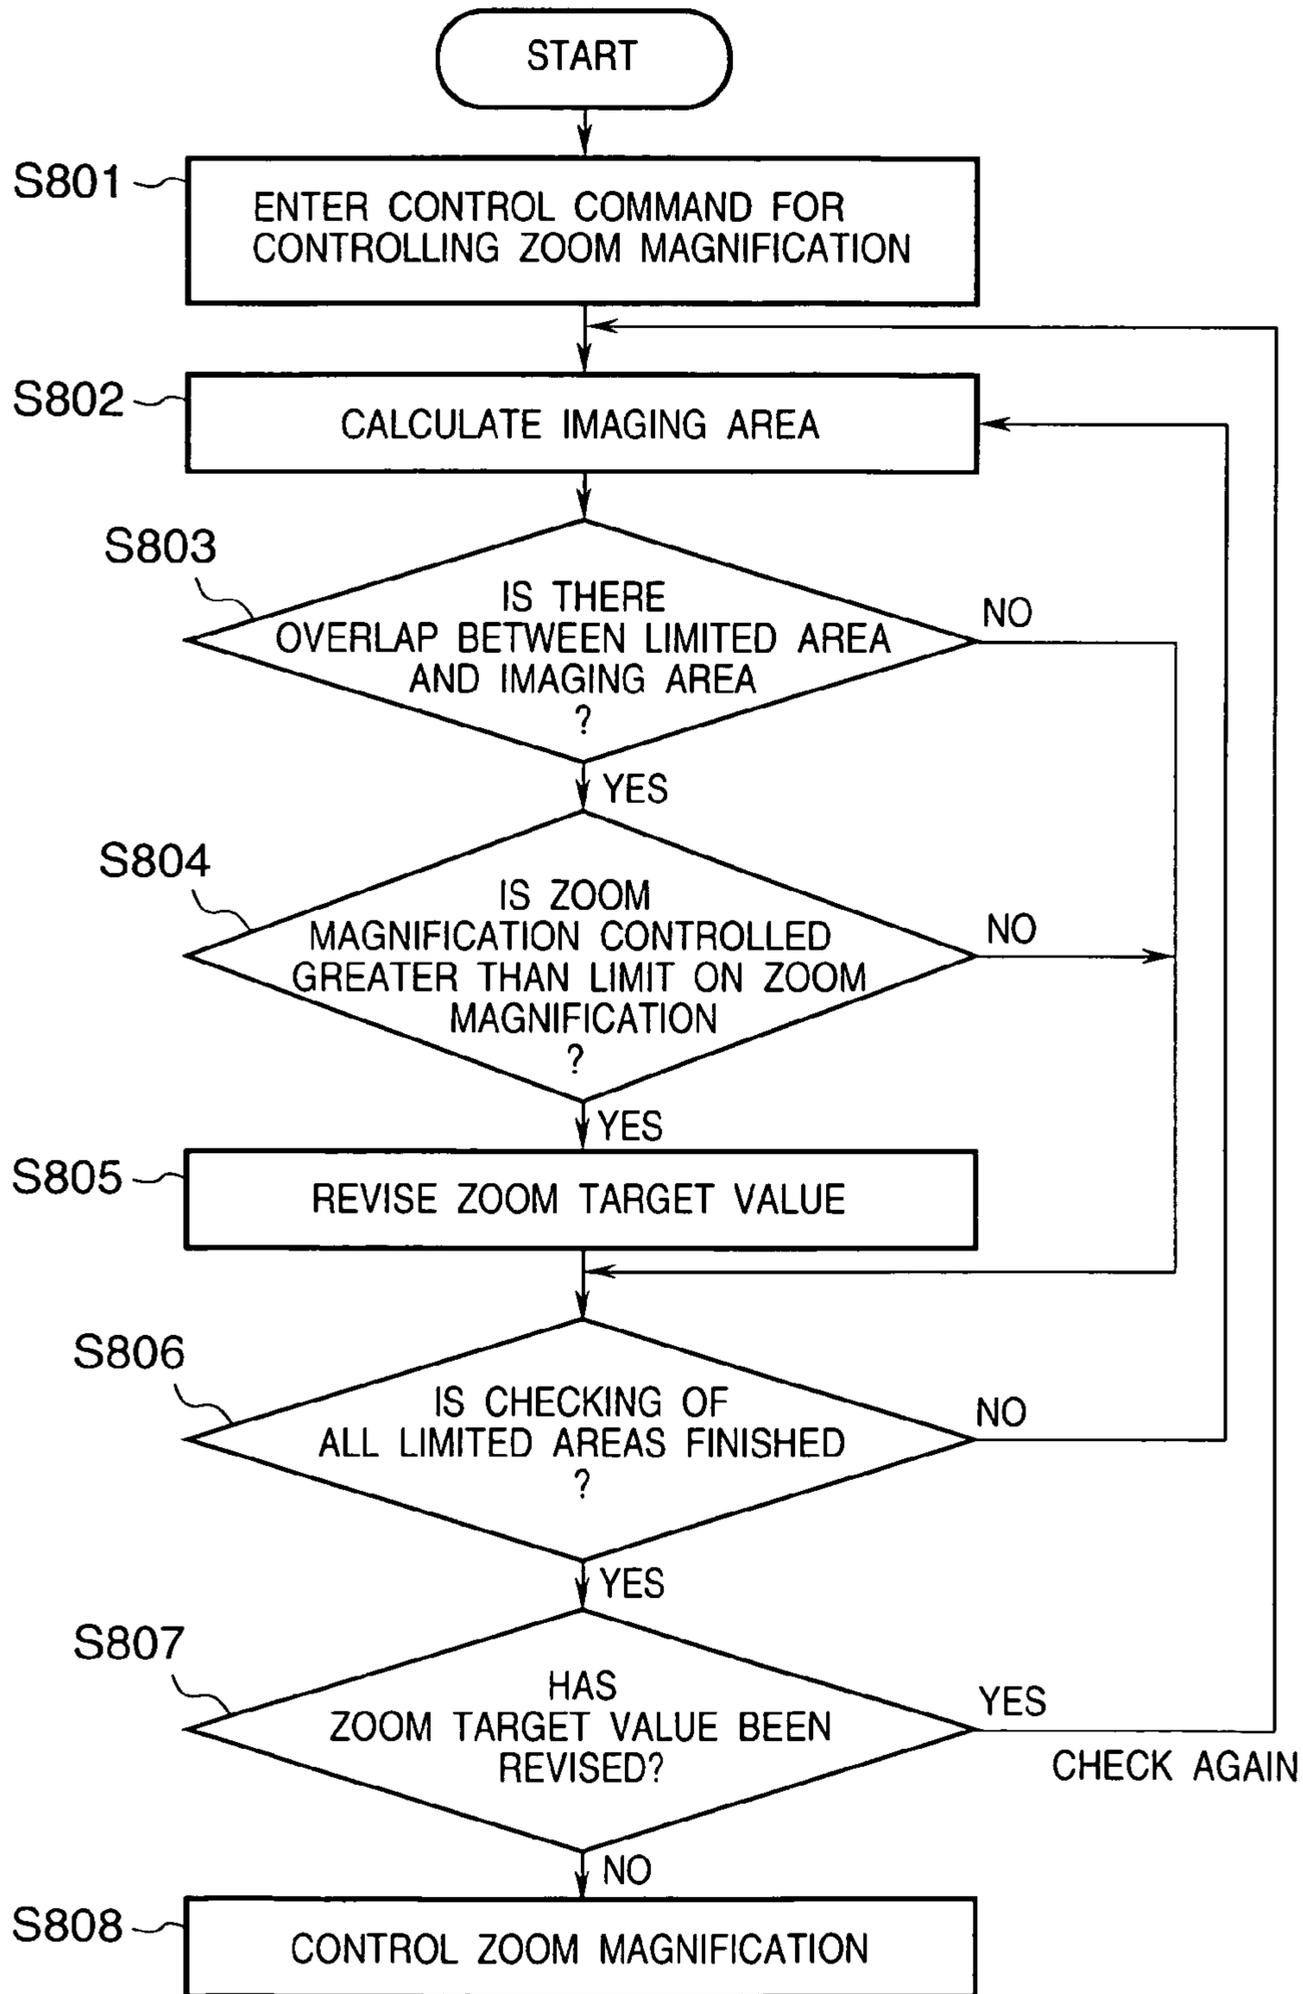 START
S801
ENTER CONTROL COMMAND FOR
CONTROLLING ZOOM MAGNIFICATION
S802
CALCULATE IMAGING AREA
S803
IS THERE
OVERLAP BETWEEN LIMITED AREA
AND IMAGING AREA
?
NO
YES
S804
IS ZOOM
MAGNIFICATION CONTROLLED
GREATER THAN LIMIT ON ZOOM
MAGNIFICATION
?
NO
YES
S805
REVISE ZOOM TARGET VALUE
S806
IS CHECKING OF
ALL LIMITED AREAS FINISHED
?
NO
YES
S807
HAS
ZOOM TARGET VALUE BEEN
REVISED?
YES
CHECK AGAIN
NO
S808
CONTROL ZOOM MAGNIFICATION